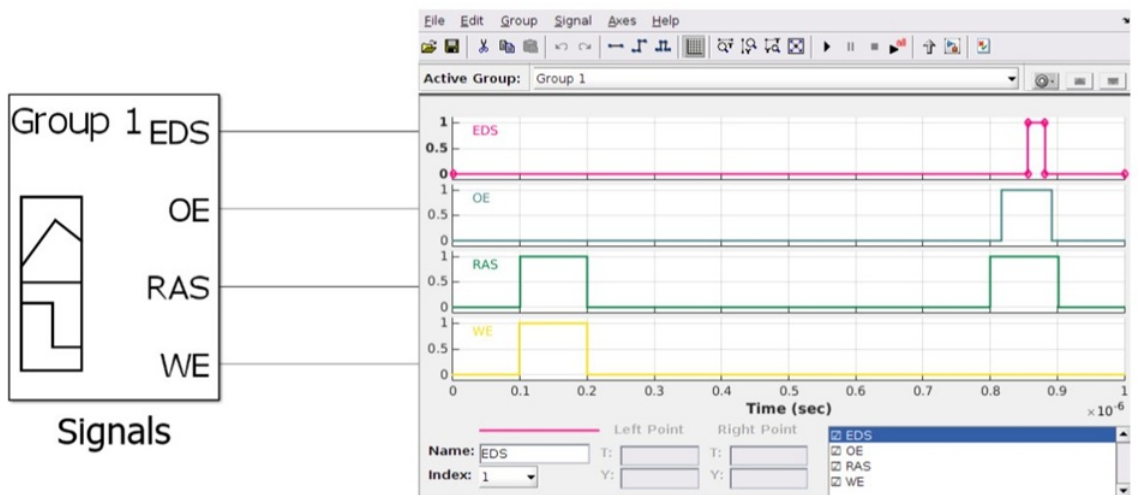 Group 1 EDS
OE
RAS
WE
Signals
File Edit Group Signal Axes Help
all
Active Group: Group 1
1 EDS
0.5
0
1 OE
0.5
0
1 RAS
0.5
0
1 WE
0.5
0
0 0.1 0.2 0.3 0.4 0.5 0.6 0.7 0.8 0.9 1
Time (sec) ×10-6
Left Point Right Point
Name: EDS T: T:
Index: 1 Y: Y:
EDS
OE
RAS
WE